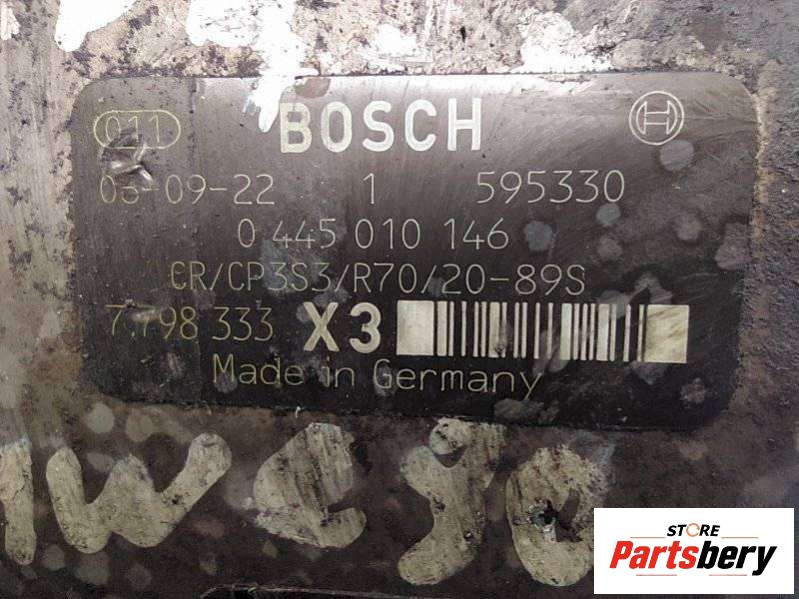 011 BOSCH
06-09-22 1 595330
0 445 010 146
CR/CP3S3/R70/20-89S
7.798 333 X3
Made in Germany
STORE
Partsbery